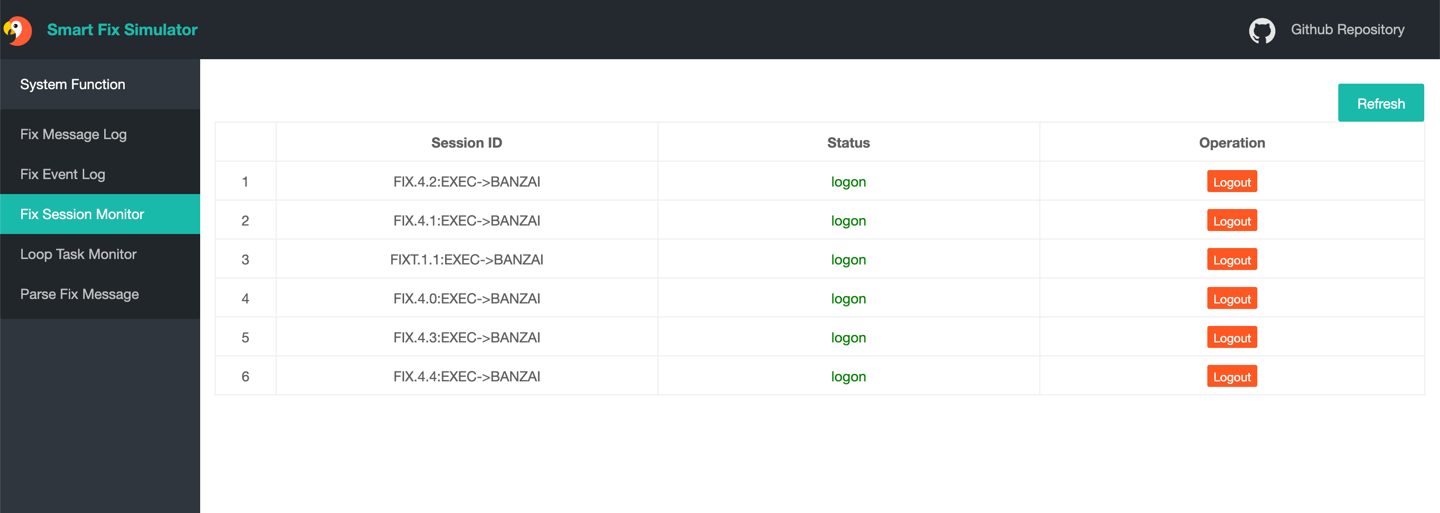 Smart Fix Simulator
Github Repository
System Function
Fix Message Log
Fix Event Log
Fix Session Monitor
Loop Task Monitor
Parse Fix Message
Refresh
Session ID Status Operation
1 FIX.4.2:EXEC->BANZAI logon Logout
2 FIX.4.1:EXEC->BANZAI logon Logout
3 FIXT.1.1:EXEC->BANZAI logon Logout
4 FIX.4.0:EXEC->BANZAI logon Logout
5 FIX.4.3:EXEC->BANZAI logon Logout
6 FIX.4.4:EXEC->BANZAI logon Logout